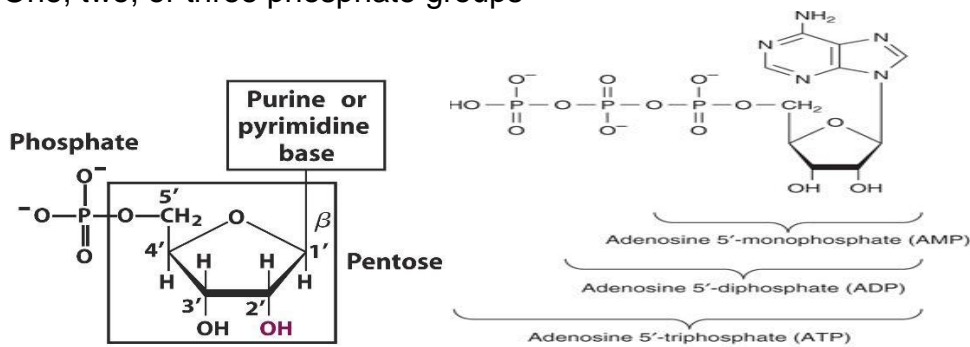 One, two, or three phosphate groups
Purine or
pyrimidine
base
Phosphate
O⁻
⁻O—P—O—CH₂
O
5′
O
β
4′
1′
H
H
H
H
3′
2′
OH
OH
Pentose
NH₂
N
N
N
N
O⁻
O
O⁻
HO—P—O—P—O—P—O—CH₂
O
O⁻
O
O
OH
OH
Adenosine 5′-monophosphate (AMP)
Adenosine 5′-diphosphate (ADP)
Adenosine 5′-triphosphate (ATP)